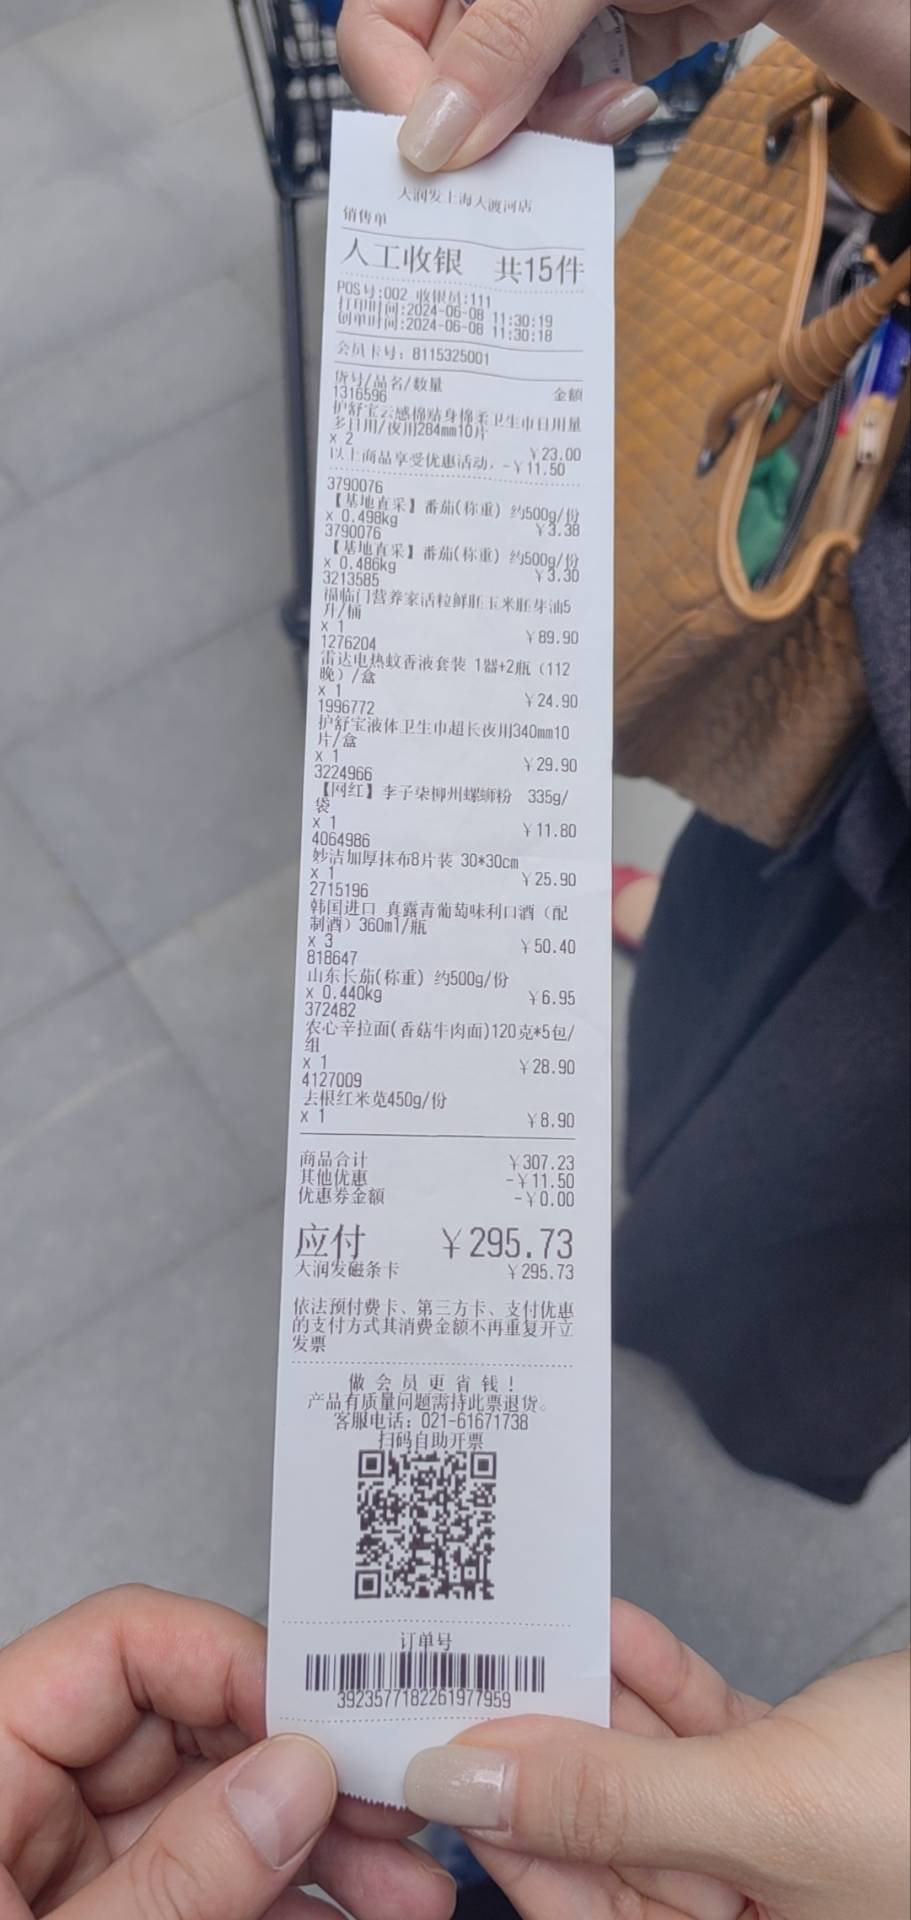 大润发上海大渡河店
销售单
人工收银 共15件
POS号:002 收银员:111
打印时间:2024-06-08 11:30:19
创单时间:2024-06-08 11:30:18
会员卡号: 8115325001
货号/品名/数量 金额
1316596
护舒宝云感棉贴身棉柔卫生巾日用量
多日用/夜用284mm10片
x 2 ￥23.00
以上商品享受优惠活动, -￥11.50
3790076
【基地直采】番茄(称重) 约500g/份
x 0.498kg ￥3.38
3790076
【基地直采】番茄(称重) 约500g/份
x 0.486kg ￥3.30
3213585
福临门营养家活粒鲜胚玉米胚芽油5
升/桶
x 1 ￥89.90
1276204
雷达电热蚊香液套装 1器+2瓶（112
晚）/盒
x 1 ￥24.90
1996772
护舒宝液体卫生巾超长夜用340mm10
片/盒
x 1 ￥29.90
3224966
【网红】李子柒柳州螺蛳粉 335g/
袋
x 1 ￥11.80
4064986
妙洁加厚抹布8片装 30*30cm
x 1 ￥25.90
2715196
韩国进口 真露青葡萄味利口酒（配
制酒）360ml/瓶
x 3 ￥50.40
818647
山东长茄(称重) 约500g/份
x 0.440kg ￥6.95
372482
农心辛拉面(香菇牛肉面)120克*5包/
组
x 1 ￥28.90
4127009
去根红米苋450g/份
x 1 ￥8.90
商品合计 ￥307.23
其他优惠 -￥11.50
优惠券金额 -￥0.00
应付 ￥295.73
大润发磁条卡 ￥295.73
依法预付费卡、第三方卡、支付优惠
的支付方式其消费金额不再重复开立
发票
做会员更省钱！
产品有质量问题需持此票退货。
客服电话: 021-61671738
扫码自助开票
订单号
3923577182261977959